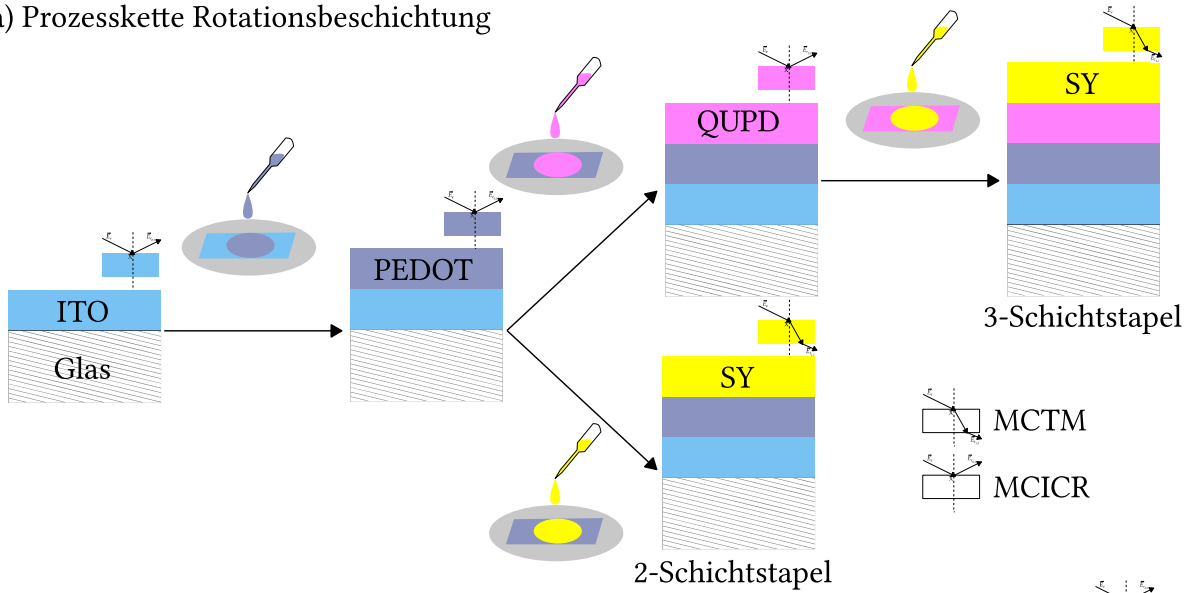 a) Prozesskette Rotationsbeschichtung
ITO
Glas
PEDOT
QUPD
SY
3-Schichtstapel
SY
2-Schichtstapel
MCTM
MCICR